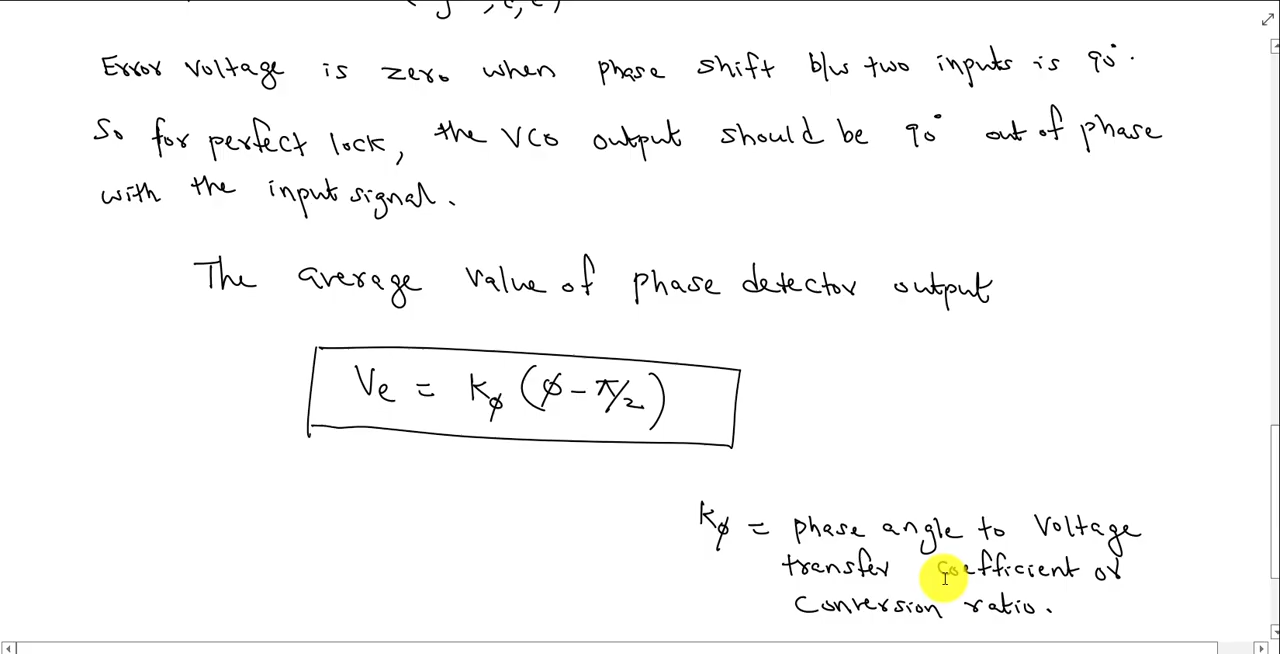 Error voltage is zero when phase shift b/w two inputs is 90°.
So for perfect lock, the VCO output should be 90° out of phase
with the input signal.
The average value of phase detector output
Ve = kϕ (ϕ - π/2)
kϕ = phase angle to voltage
transfer coefficient or
conversion ratio.